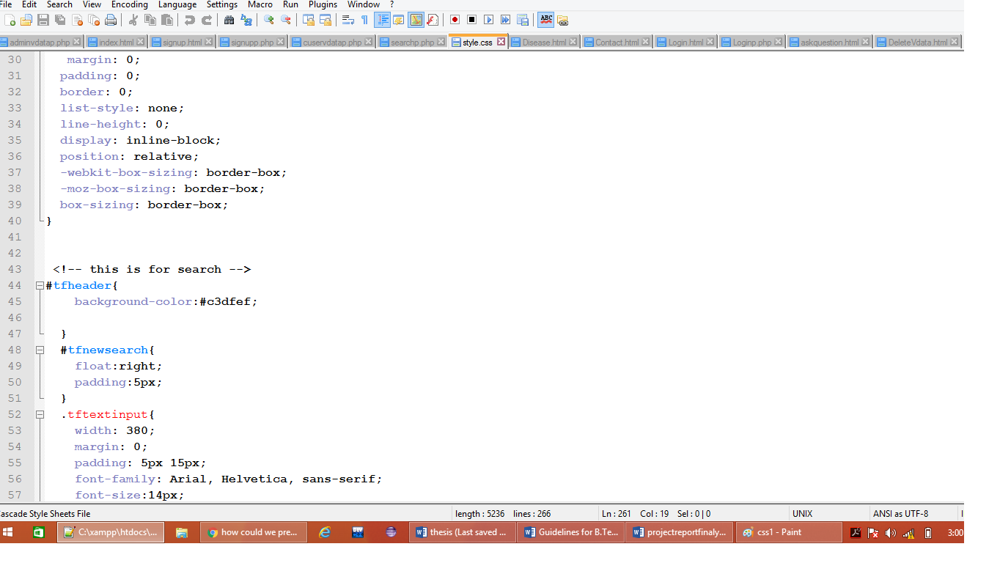 File Edit Search View Encoding Language Settings Macro Run Plugins Window ?
ABC
adminvdatap.php index.html signup.html signupp.php cuservdatap.php searchp.php style.css Disease.html Contact.html Login.html Loginp.php askquestion.html DeleteVdata.html
30 margin: 0;
31 padding: 0;
32 border: 0;
33 list-style: none;
34 line-height: 0;
35 display: inline-block;
36 position: relative;
37 -webkit-box-sizing: border-box;
38 -moz-box-sizing: border-box;
39 box-sizing: border-box;
40 }
41
42
43 <!-- this is for search -->
44 #tfheader{
45 background-color:#c3dfef;
46
47 }
48 #tfnewsearch{
49 float:right;
50 padding:5px;
51 }
52 .tftextinput{
53 width: 380;
54 margin: 0;
55 padding: 5px 15px;
56 font-family: Arial, Helvetica, sans-serif;
57 font-size:14px;
ascade Style Sheets File length : 5236 lines : 266 Ln : 261 Col : 19 Sel : 0 | 0 UNIX ANSI as UTF-8
C:\xampp\htdocs\... how could we pre... thesis (Last saved ... Guidelines for B.Te... projectreportfinaly... css1 - Paint 3:00